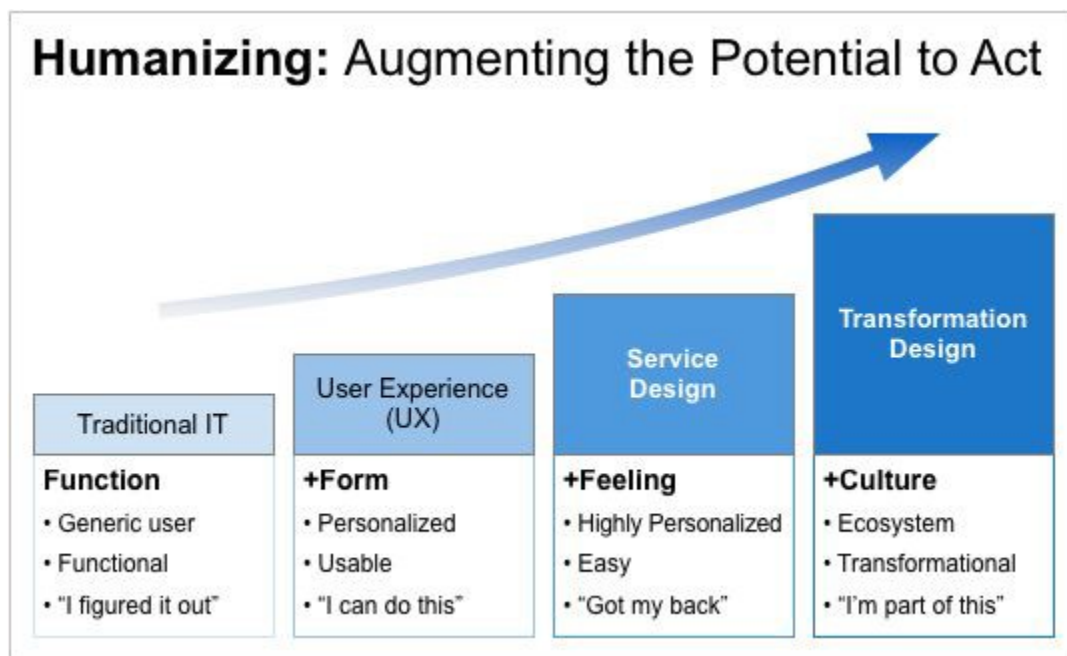 Humanizing: Augmenting the Potential to Act
Traditional IT
Function
• Generic user
• Functional
• “I figured it out”
User Experience
(UX)
+Form
• Personalized
• Usable
• “I can do this”
Service
Design
+Feeling
• Highly Personalized
• Easy
• “Got my back”
Transformation
Design
+Culture
• Ecosystem
• Transformational
• “I’m part of this”